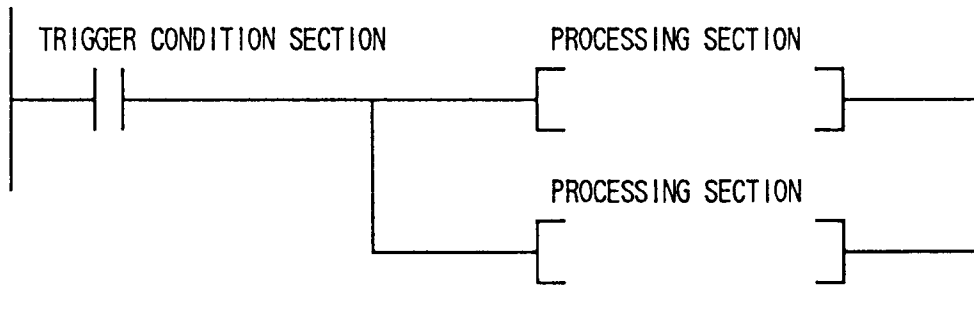 TRIGGER CONDITION SECTION
PROCESSING SECTION
PROCESSING SECTION